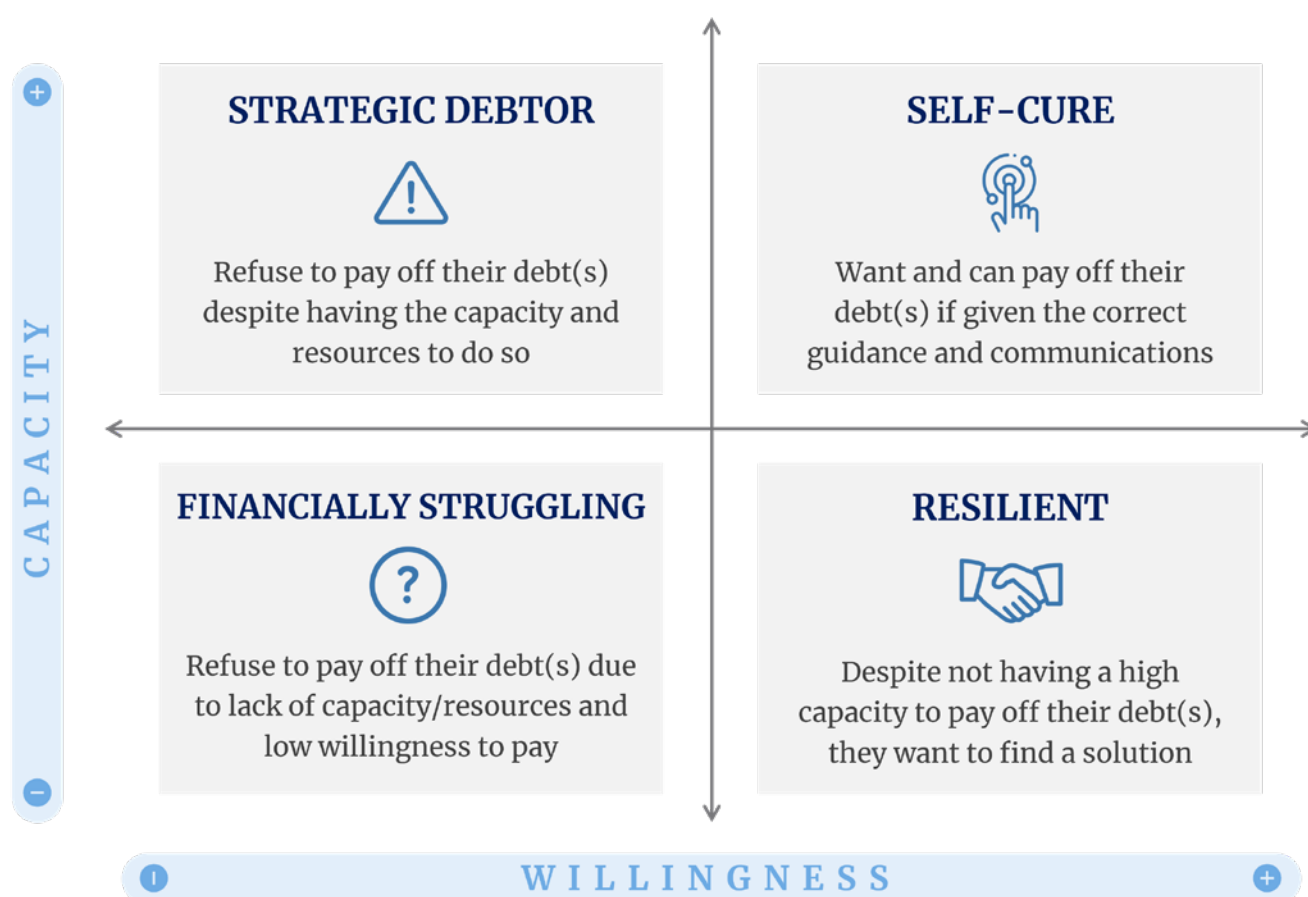 STRATEGIC DEBTOR
Refuse to pay off their debt(s)
despite having the capacity and
resources to do so
SELF-CURE
Want and can pay off their
debt(s) if given the correct
guidance and communications
CAPACITY
FINANCIALLY STRUGGLING
?
Refuse to pay off their debt(s) due
to lack of capacity/resources and
low willingness to pay
RESILIENT
Despite not having a high
capacity to pay off their debt(s),
they want to find a solution
WILLINGNESS